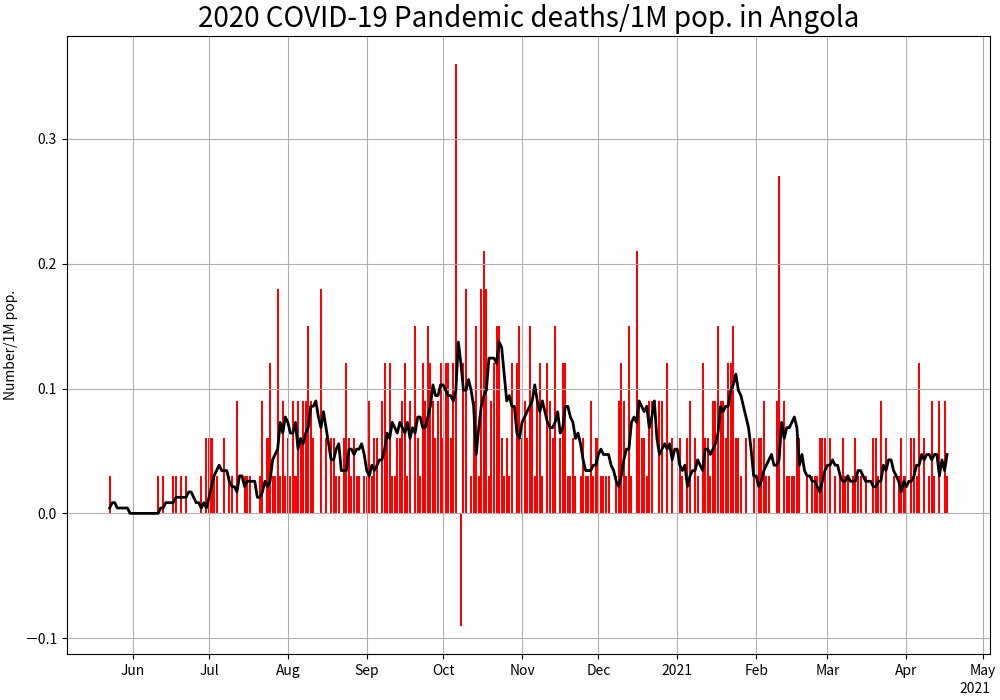 2020 COVID-19 Pandemic deaths/1M pop. in Angola
Number/1M pop.
0.3
0.2
0.1
0.0
−0.1
Jun Jul Aug Sep Oct Nov Dec 2021 Feb Mar Apr May
2021